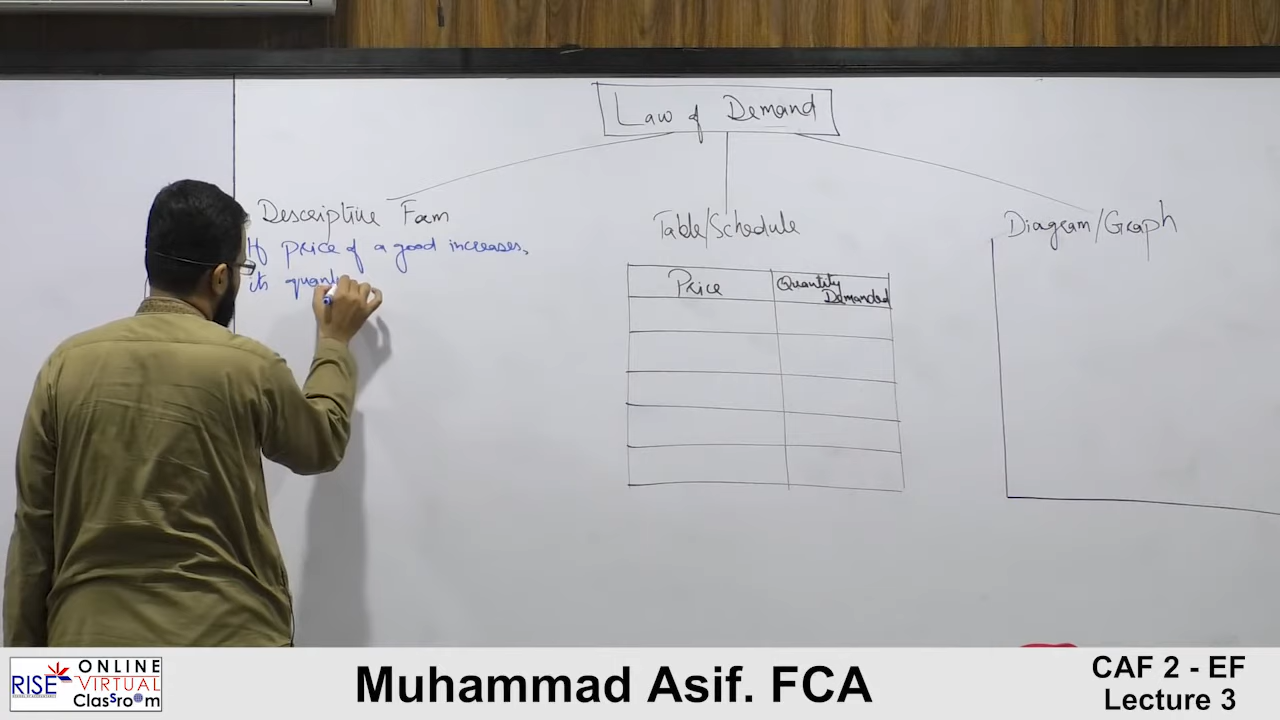 Law of Demand
Descriptive Form
If price of a good increases,
its
Table/Schedule
Price
Quantity
Demanded
Diagram/Graph
RISE
ONLINE
VIRTUAL
Classroom
Muhammad Asif. FCA
CAF 2 - EF
Lecture 3